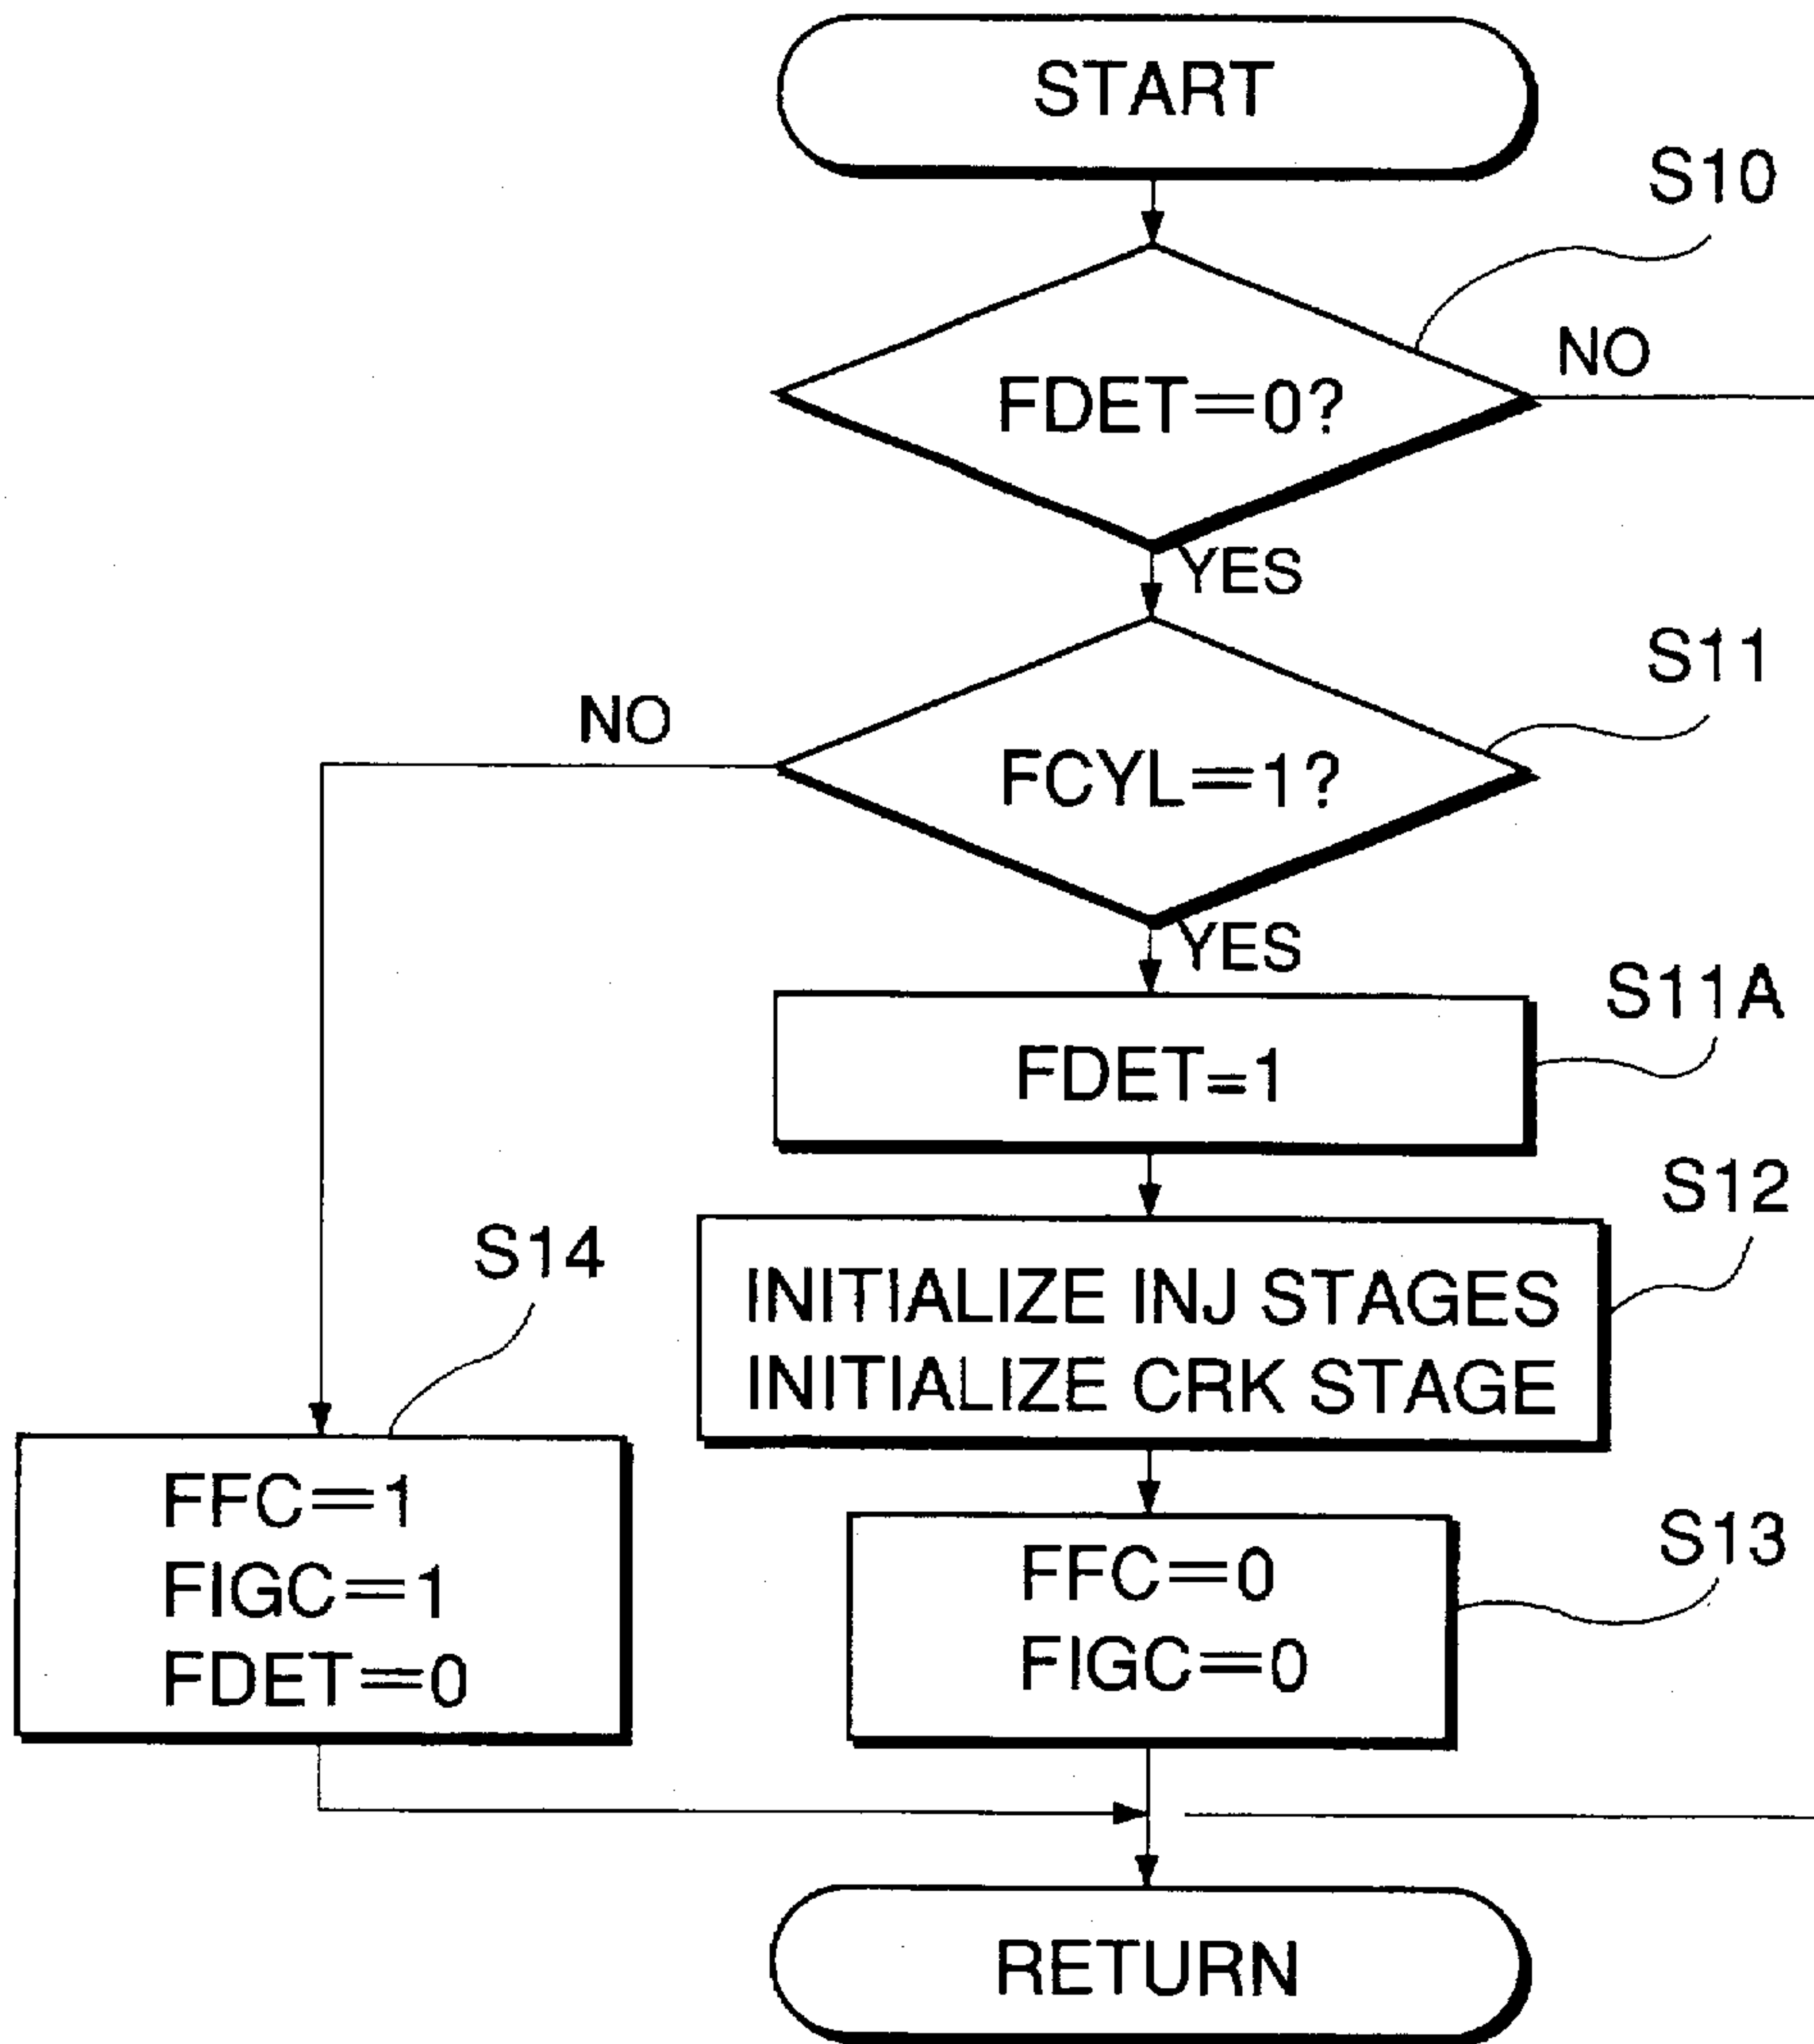 START
S10
FDET=0?
NO
YES
S11
NO
FCYL=1?
YES
S11A
FDET=1
S12
S14
INITIALIZE INJ STAGES
INITIALIZE CRK STAGE
FFC=1
FIGC=1
FDET=0
S13
FFC=0
FIGC=0
RETURN